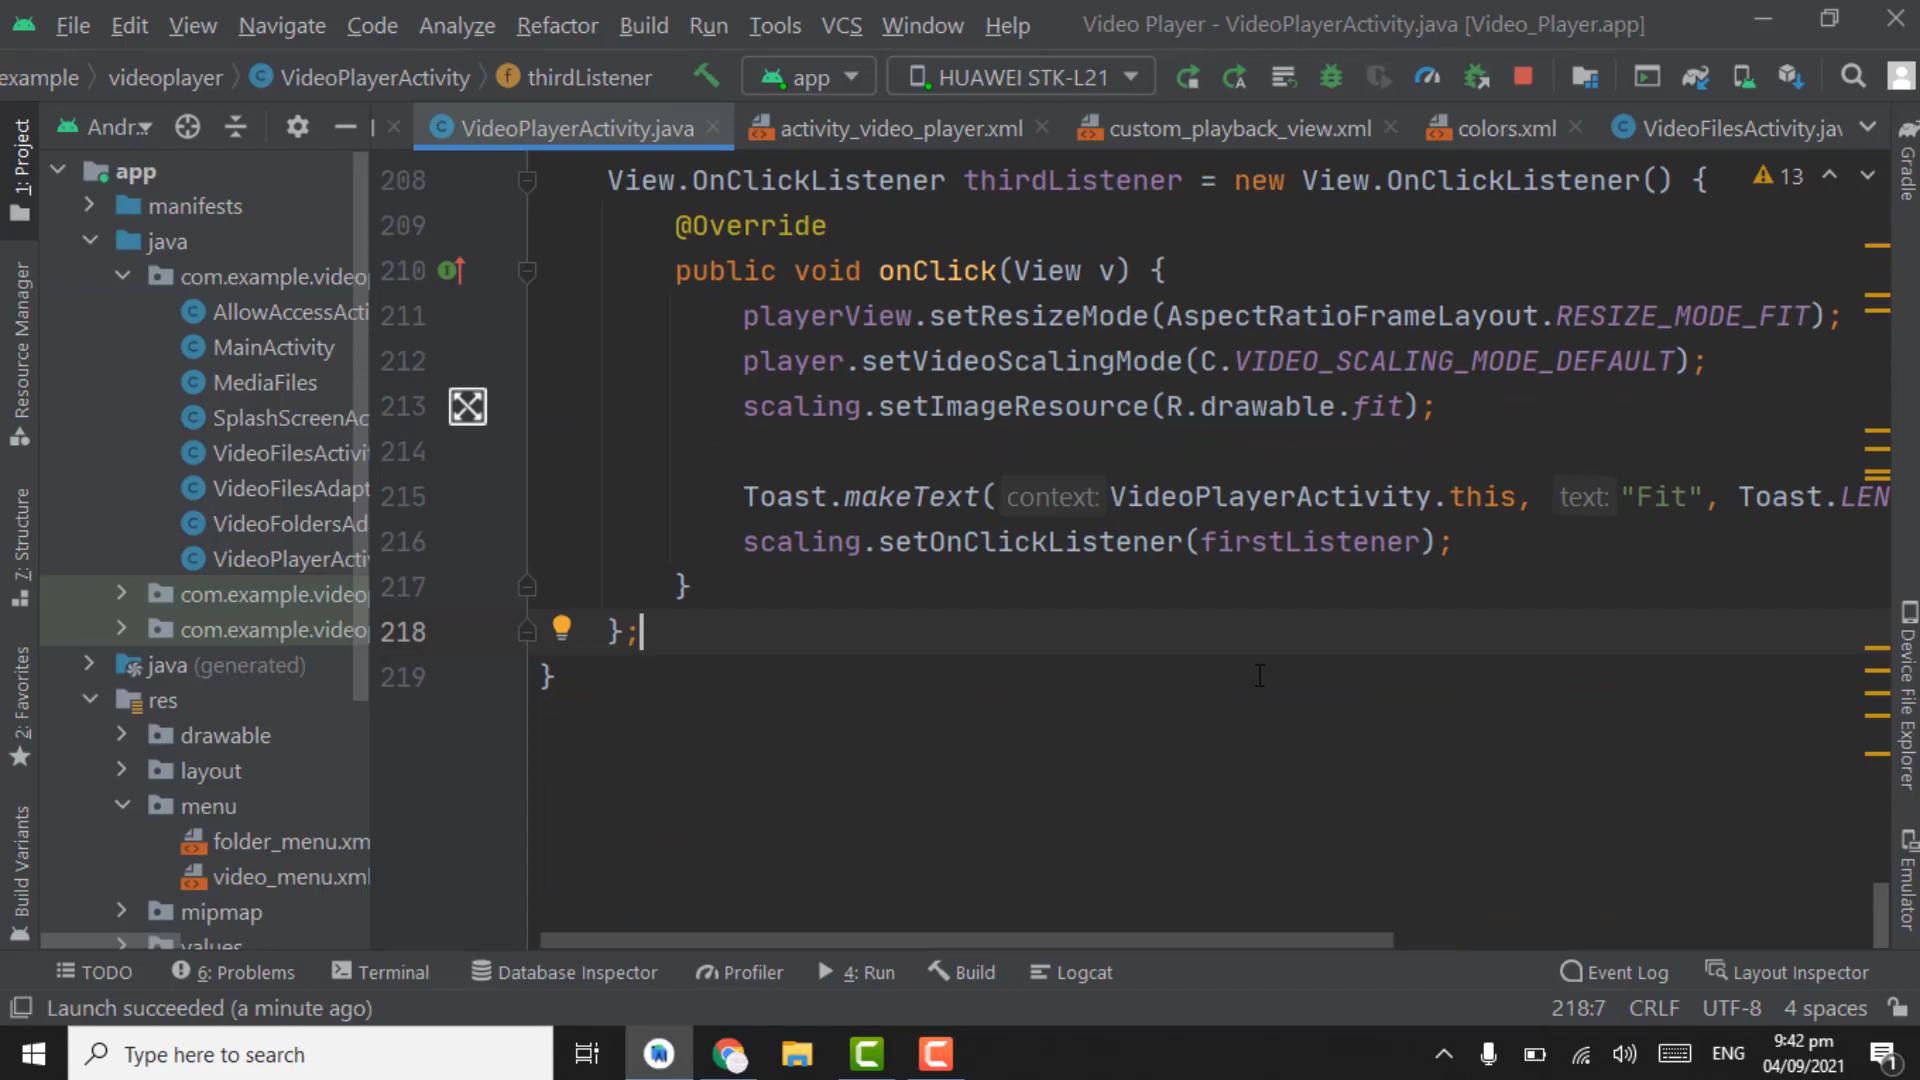 File Edit View Navigate Code Analyze Refactor Build Run Tools VCS Window Help Video Player - VideoPlayerActivity.java [Video_Player.app]
example videoplayer VideoPlayerActivity thirdListener app HUAWEI STK-L21
Andr... VideoPlayerActivity.java activity_video_player.xml custom_playback_view.xml colors.xml VideoFilesActivity.jav
app
manifests
java
com.example.video
AllowAccessActi
MainActivity
MediaFiles
SplashScreenAc
VideoFilesActivi
VideoFilesAdapt
VideoFoldersAd
VideoPlayerActiv
com.example.video
com.example.video
java (generated)
res
drawable
layout
menu
folder_menu.xm
video_menu.xml
mipmap
values
1: Project
Resource Manager
7: Structure
2: Favorites
Build Variants
208 View.OnClickListener thirdListener = new View.OnClickListener() {
209 @Override
210 public void onClick(View v) {
211 playerView.setResizeMode(AspectRatioFrameLayout.RESIZE_MODE_FIT);
212 player.setVideoScalingMode(C.VIDEO_SCALING_MODE_DEFAULT);
213 scaling.setImageResource(R.drawable.fit);
214
215 Toast.makeText( context: VideoPlayerActivity.this, text: "Fit", Toast.LEN
216 scaling.setOnClickListener(firstListener);
217 }
218 };
219 }
13
Gradle
Device File Explorer
Emulator
TODO 6: Problems Terminal Database Inspector Profiler 4: Run Build Logcat Event Log Layout Inspector
Launch succeeded (a minute ago) 218:7 CRLF UTF-8 4 spaces
Type here to search ENG 9:42 pm
04/09/2021
1